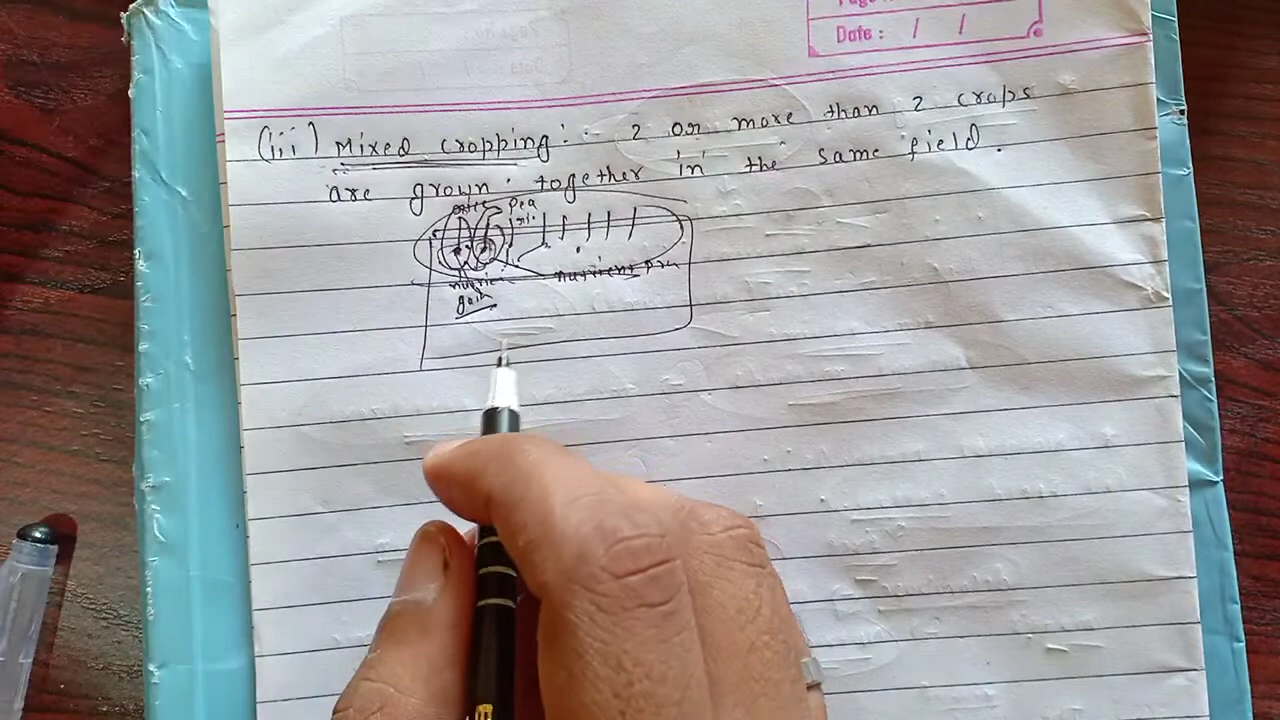 Date : / /
(iii) Mixed cropping :- 2 or more than 2 crops
are grown together in the same field.
pea
nutrient
gain